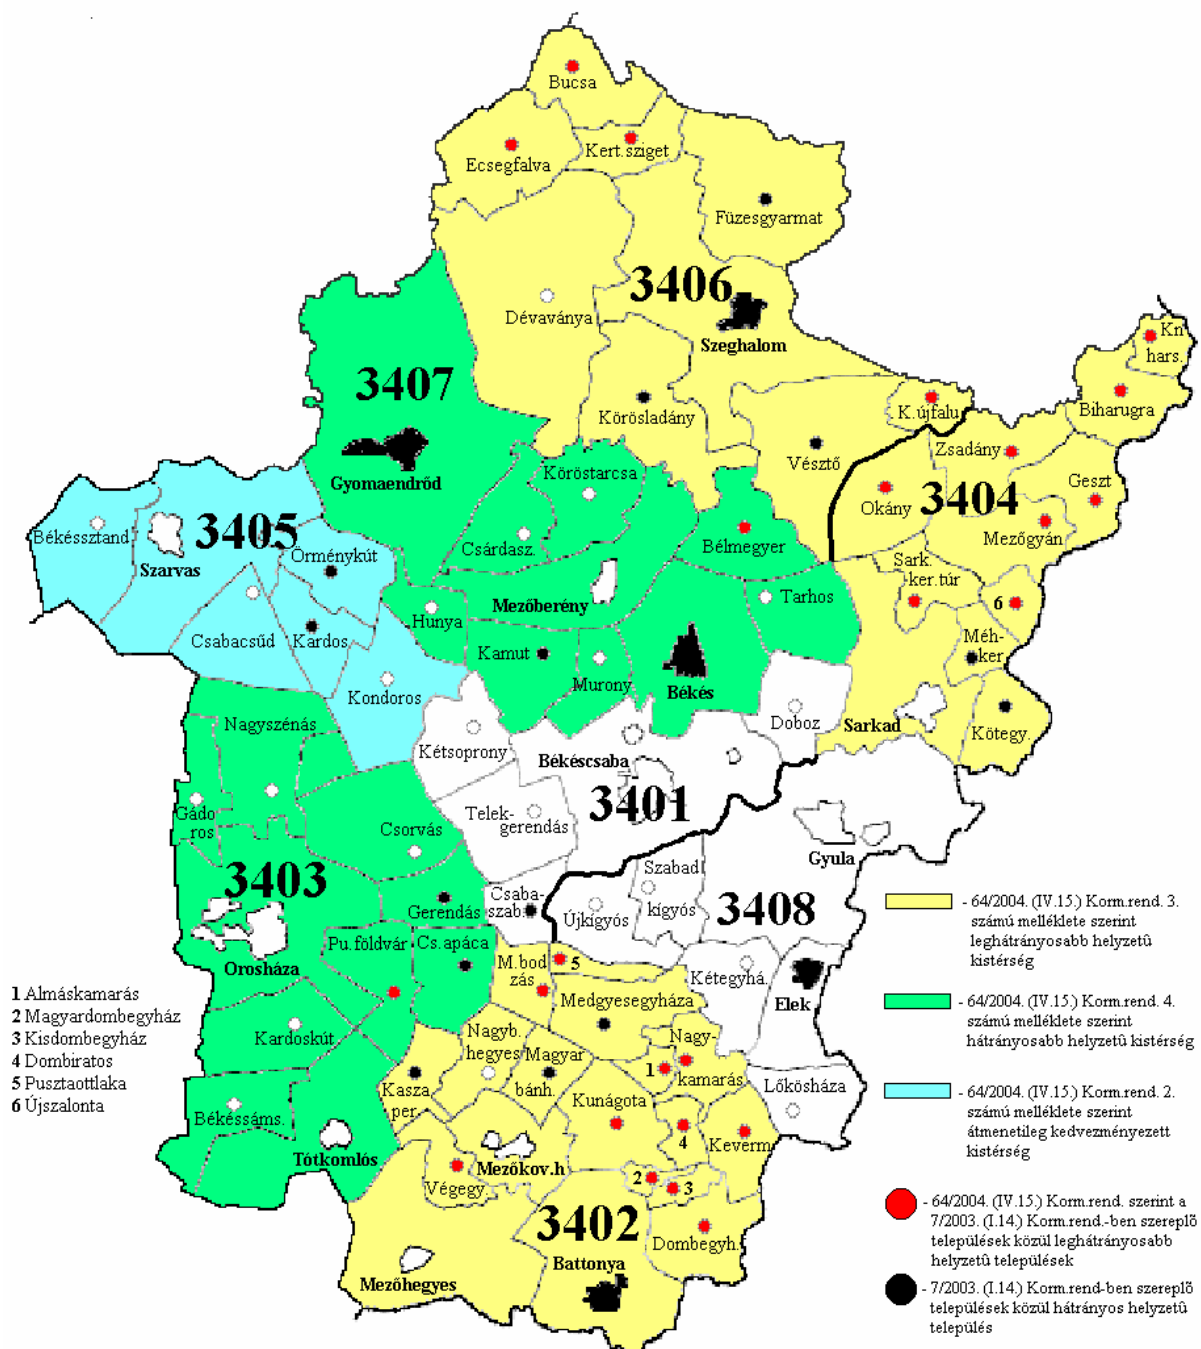 Bucsa
Ecsegfalva
Kert.sziget
Füzesgyarmat
3406
Dévaványa
Szeghalom
Kn
hars.
3407
Körösladány
K.újfalu
Biharugra
Vésztő
Zsadány
Gyomaendrőd
Köröstarcsa
Geszt
3404
Okány
Békéssztand
3405
Szarvas
Örménykút
Csárdasz.
Bélmegyer
Mezőgyán
Sark.
ker.túr
Mezőberény
Tarhos
6
Hunya
Csabacsűd
Kardos
Kamut
Murony
Méh-
ker.
Békés
Kondoros
Nagyszénás
Doboz
Sarkad
Kötegy.
Kétsoprony
Békéscsaba
3401
Gádo
ros
Telek-
gerendás
Csorvás
Gyula
3403
Szabad
kígyós
Csaba-
szab.
Gerendás
Újkígyós
3408
Pu.földvár
Cs.apáca
Orosháza
M.bod
zás
5
Kétegyhá.
Elek
Medgyesegyháza
Kardoskút
Nagyb.
hegyes
Magyar
bánh.
Nagy-
kamarás
1
Kasza
per.
Kunágota
Lőkösháza
Békéssáms.
4
Keverm.
Tótkomlós
Mezőkov.h
Végegy.
2
3
3402
Dombegyh.
Battonya
Mezőhegyes
1 Almáskamarás
2 Magyardombegyház
3 Kisdombegyház
4 Dombiratos
5 Pusztaottlaka
6 Újszalonta
- 64/2004. (IV.15.) Korm.rend. 3.
számú melléklete szerint
leghátrányosabb helyzetû
kistérség
- 64/2004. (IV.15.) Korm.rend. 4.
számú melléklete szerint
hátrányosabb helyzetû kistérség
- 64/2004. (IV.15.) Korm.rend. 2.
számú melléklete szerint
átmenetileg kedvezményezett
kistérség
- 64/2004. (IV.15.) Korm.rend. szerint a
7/2003. (I.14.) Korm.rend.-ben szereplõ
települések közül leghátrányosabb
helyzetû települések
- 7/2003. (I.14.) Korm.rend-ben szereplõ
települések közül hátrányos helyzetû
település